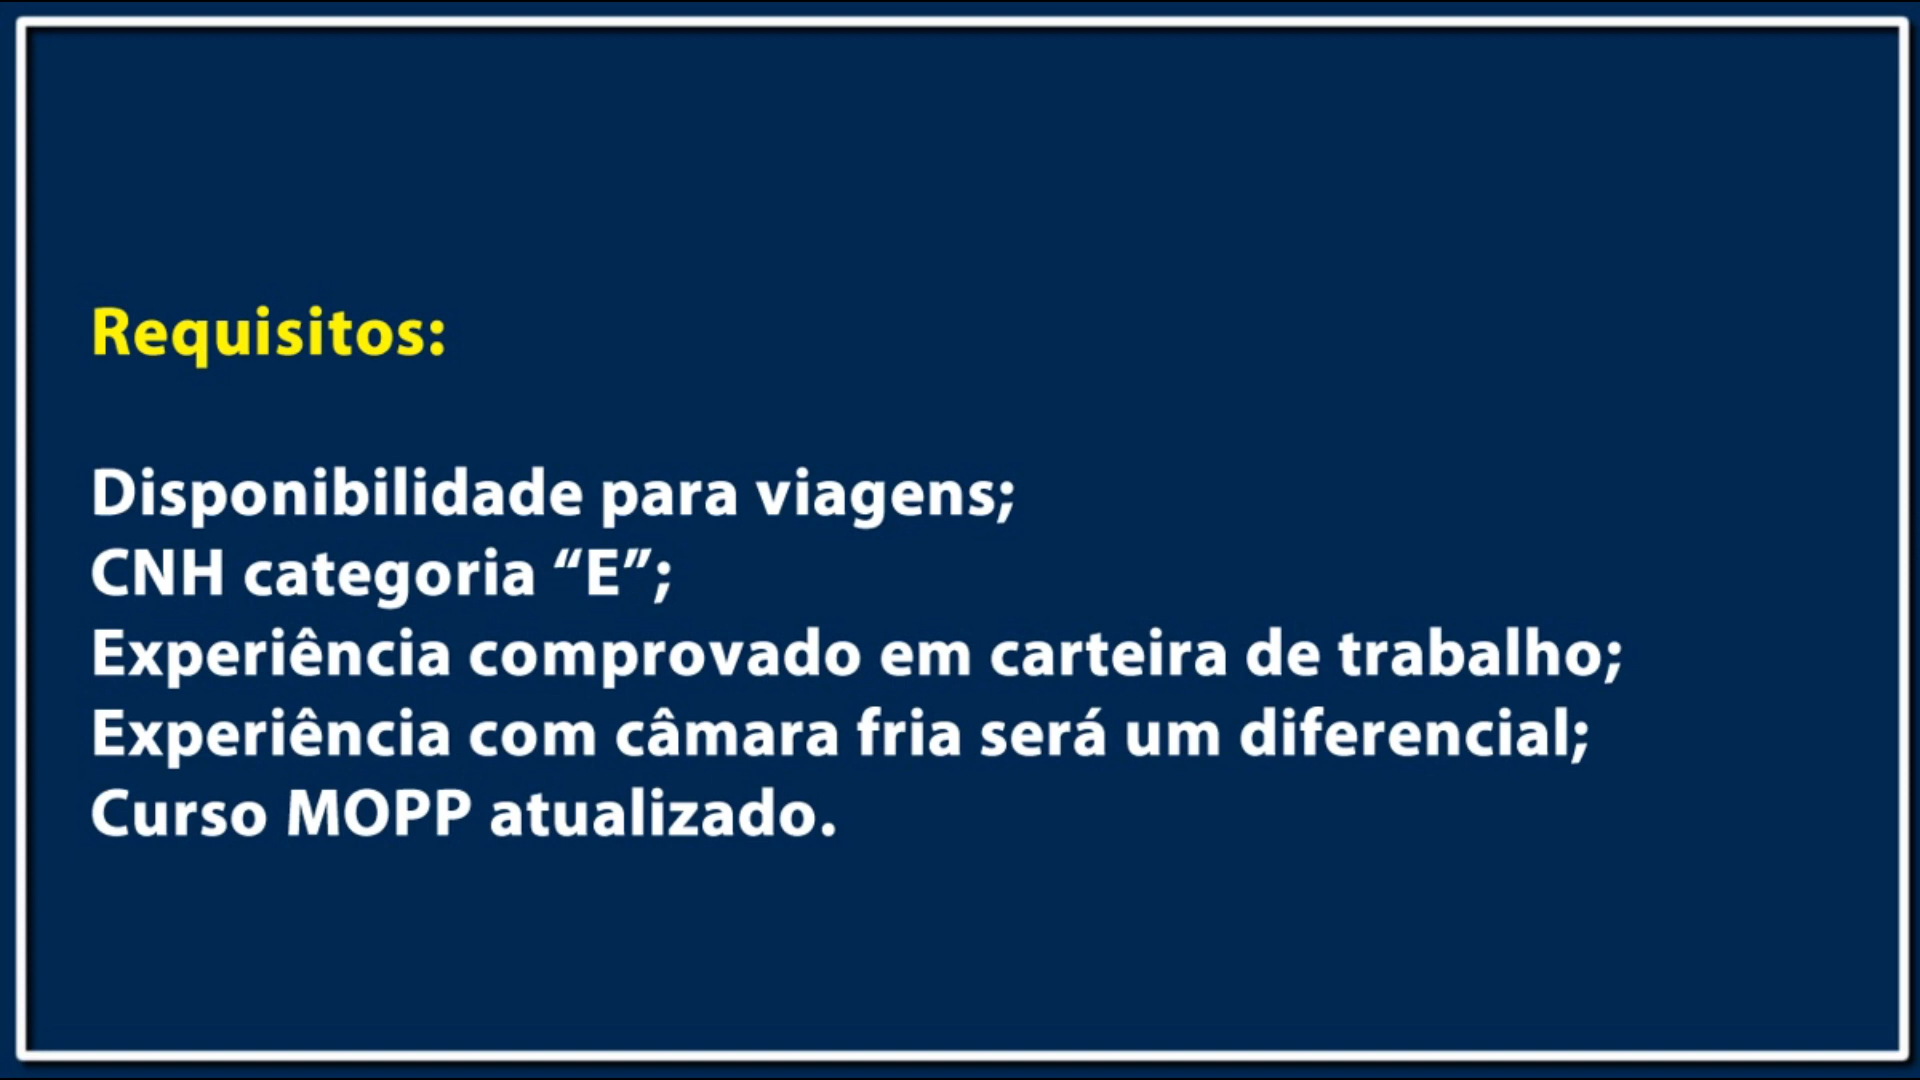 Requisitos:
Disponibilidade para viagens;
CNH categoria “E”;
Experiência comprovado em carteira de trabalho;
Experiência com câmara fria será um diferencial;
Curso MOPP atualizado.